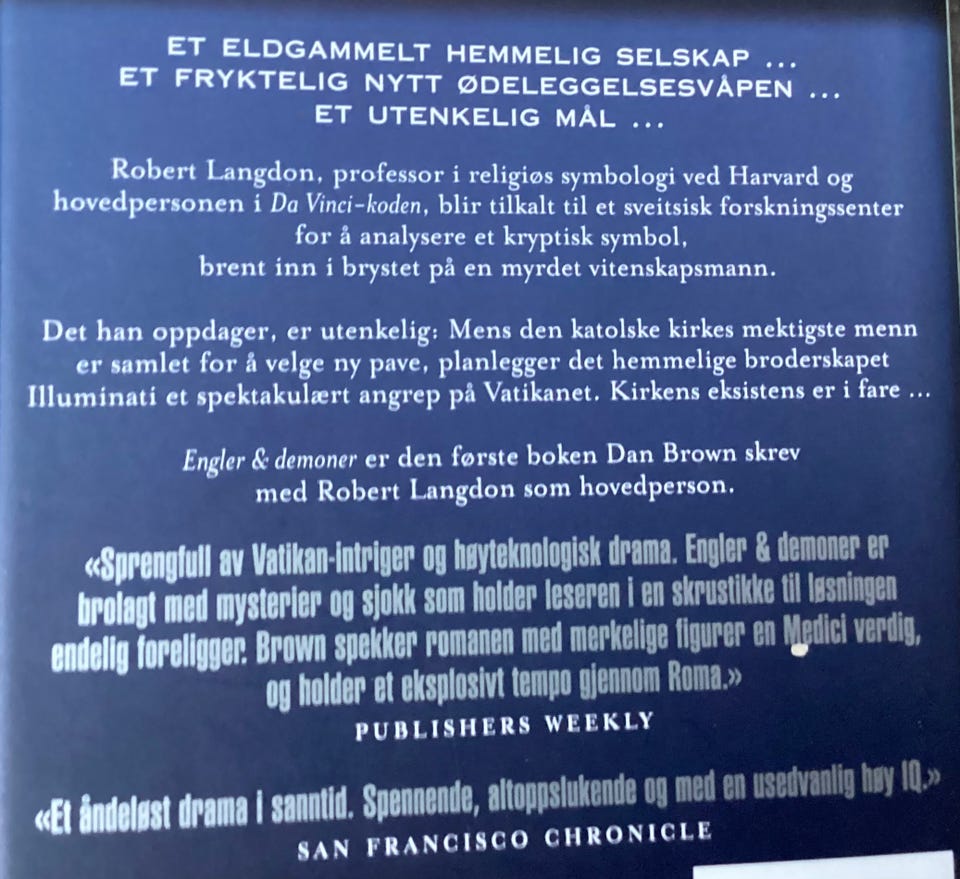 ET ELDGAMMELT HEMMELIG SELSKAP ...
ET FRYKTELIG NYTT ØDELEGGELSESVÅPEN ...
ET UTENKELIG MÅL ...
Robert Langdon, professor i religiøs symbologi ved Harvard og
hovedpersonen i Da Vinci-koden, blir tilkalt til et sveitsisk forskningssenter
for å analysere et kryptisk symbol,
brent inn i brystet på en myrdet vitenskapsmann.
Det han oppdager, er utenkelig: Mens den katolske kirkes mektigste menn
er samlet for å velge ny pave, planlegger det hemmelige broderskapet
Illuminati et spektakulært angrep på Vatikanet. Kirkens eksistens er i fare ...
Engler & demoner er den første boken Dan Brown skrev
med Robert Langdon som hovedperson.
«Sprengfull av Vatikan-intriger og høyteknologisk drama. Engler & demoner er
brolagt med mysterier og sjokk som holder leseren i en skrustikke til løsningen
endelig foreligger. Brown spekker romanen med merkelige figurer en Medici verdig,
og holder et eksplosivt tempo gjennom Roma.»
PUBLISHERS WEEKLY
«Et åndeløst drama i sanntid. Spennende, altoppslukende og med en usedvanlig høy IQ.»
SAN FRANCISCO CHRONICLE